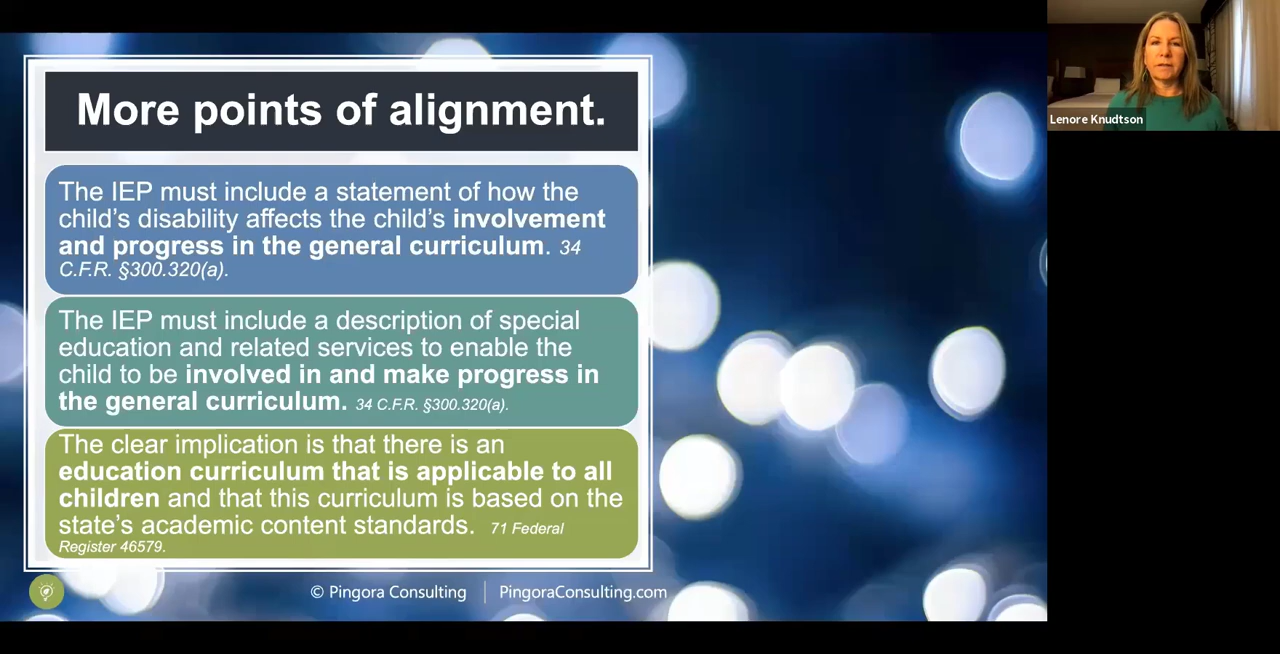 More points of alignment.
The IEP must include a statement of how the
child’s disability affects the child’s involvement
and progress in the general curriculum. 34
C.F.R. §300.320(a).
The IEP must include a description of special
education and related services to enable the
child to be involved in and make progress in
the general curriculum. 34 C.F.R. §300.320(a).
The clear implication is that there is an
education curriculum that is applicable to all
children and that this curriculum is based on the
state’s academic content standards. 71 Federal
Register 46579.
© Pingora Consulting
PingoraConsulting.com
Lenore Knudtson